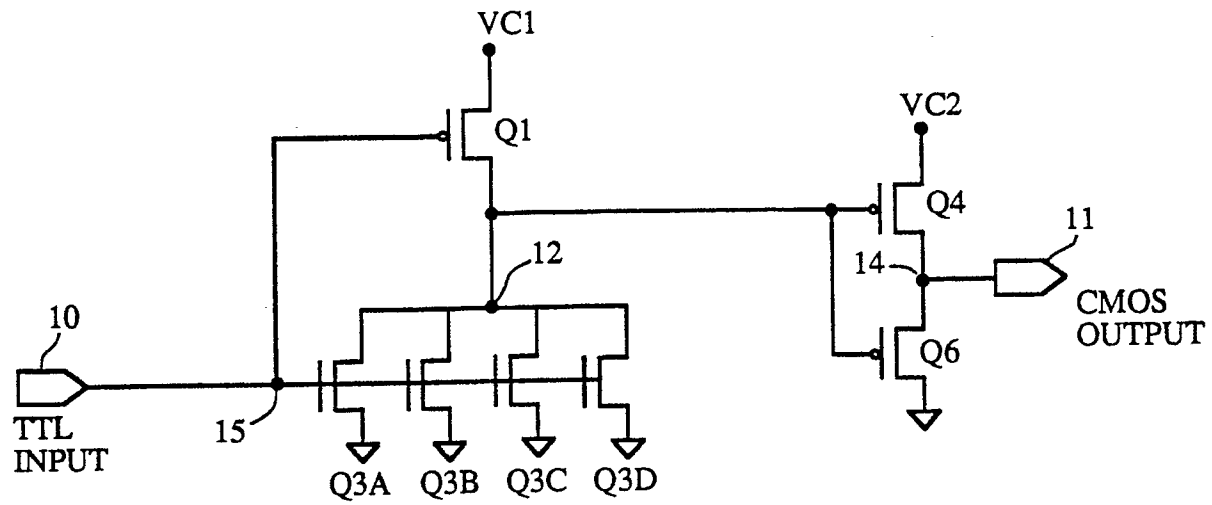 VC1
Q1
VC2
Q4
11
14
12
CMOS
OUTPUT
Q6
10
15
TTL
INPUT
Q3A
Q3B
Q3C
Q3D